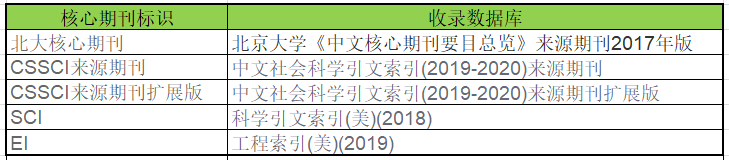 核心期刊标识 收录数据库
北大核心期刊 北京大学《中文核心期刊要目总览》来源期刊2017年版
CSSCI来源期刊 中文社会科学引文索引(2019-2020)来源期刊
CSSCI来源期刊扩展版 中文社会科学引文索引(2019-2020)来源期刊扩展版
SCI 科学引文索引(美)(2018)
EI 工程索引(美)(2019)